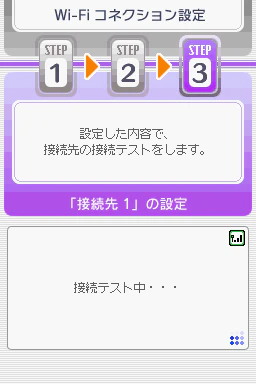 Wi-Fi コネクション設定
STEP 1
STEP 2
STEP 3
設定した内容で、
接続先の接続テストをします。
「接続先 1」の設定
接続テスト中・・・